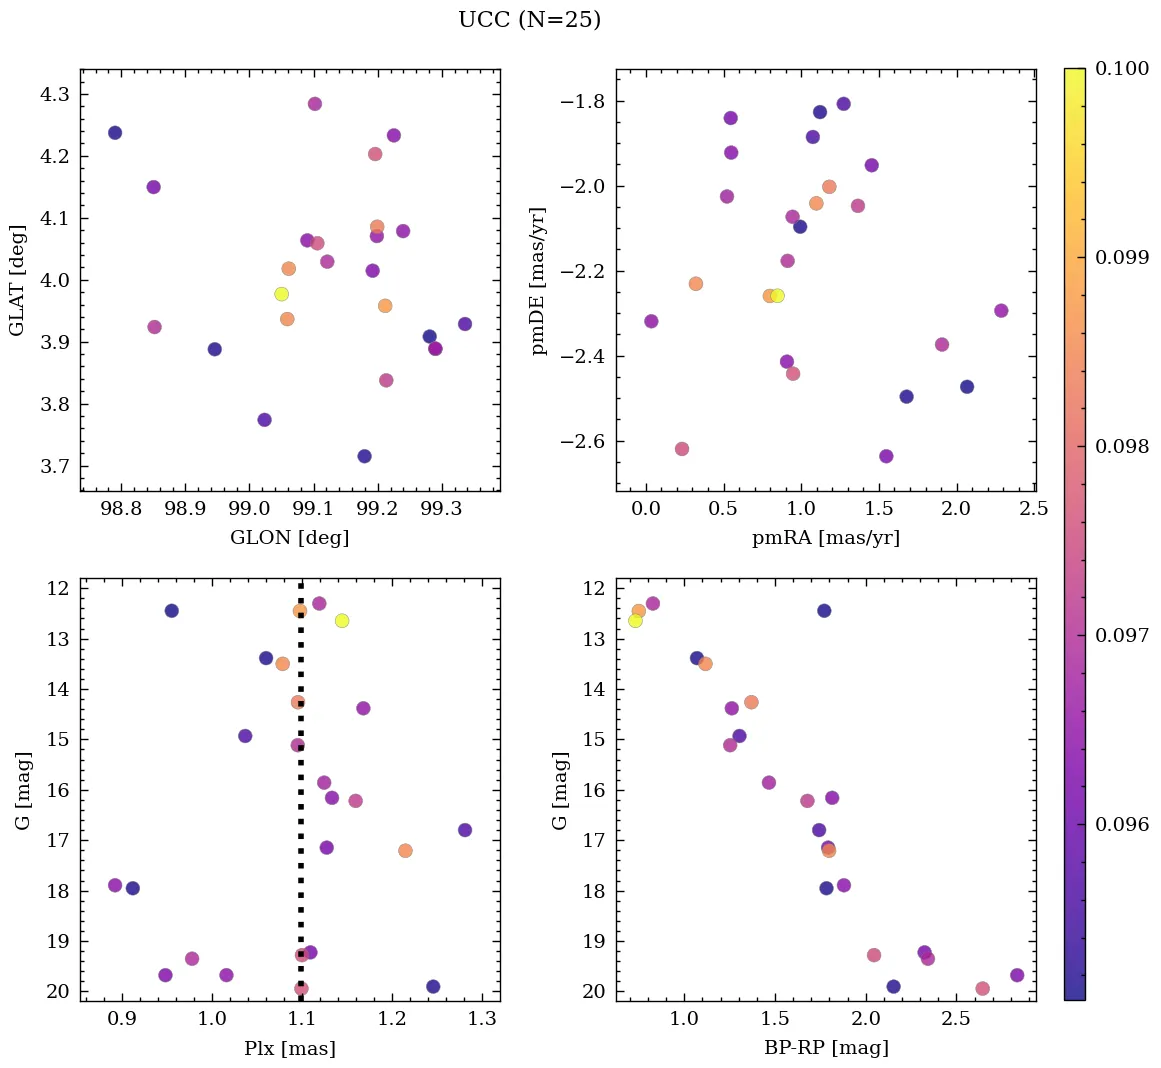 UCC (N=25)
4.3
4.2
4.1
4.0
3.9
3.8
3.7
GLAT [deg]
98.8 98.9 99.0 99.1 99.2 99.3
GLON [deg]
−1.8
−2.0
−2.2
−2.4
−2.6
pmDE [mas/yr]
0.0 0.5 1.0 1.5 2.0 2.5
pmRA [mas/yr]
0.100
0.099
0.098
0.097
0.096
12
13
14
15
16
17
18
19
20
G [mag]
0.9 1.0 1.1 1.2 1.3
Plx [mas]
12
13
14
15
16
17
18
19
20
G [mag]
1.0 1.5 2.0 2.5
BP-RP [mag]